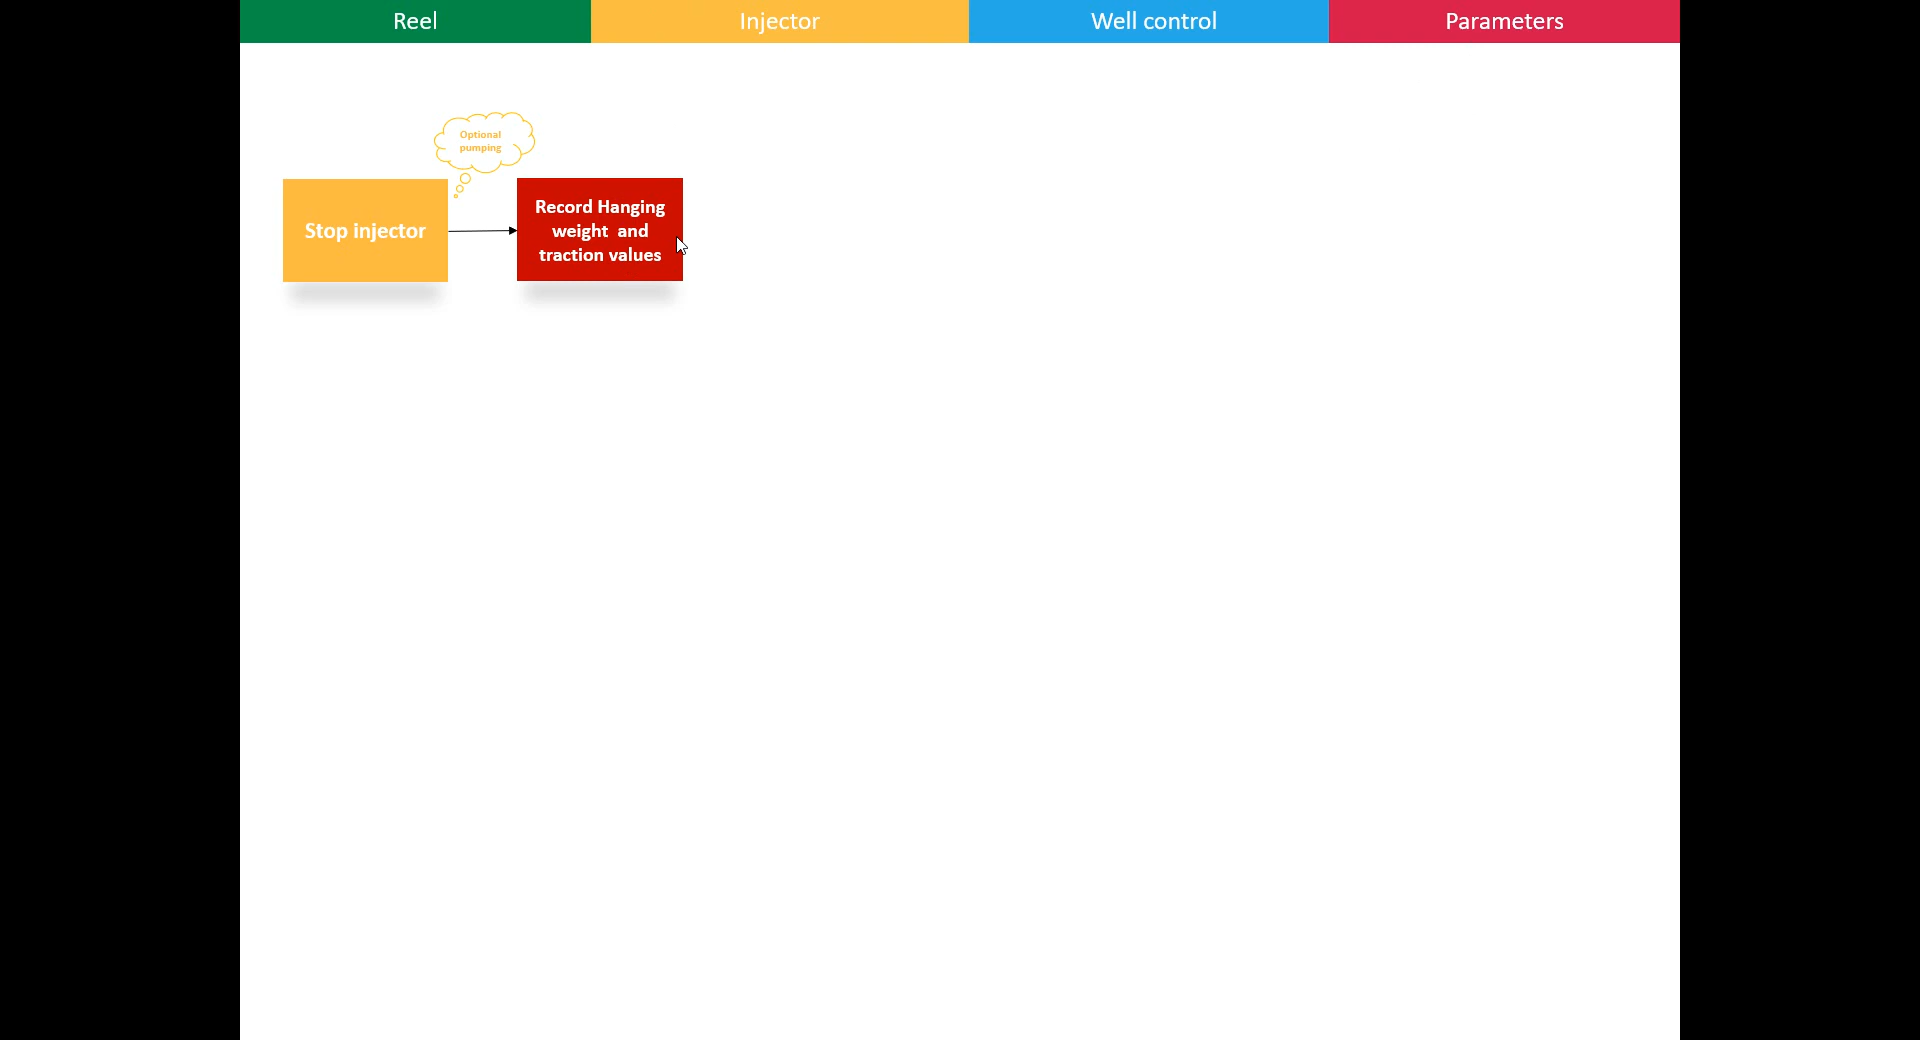 Reel
Injector
Well control
Parameters
Optional
pumping
Stop injector
Record Hanging
weight and
traction values